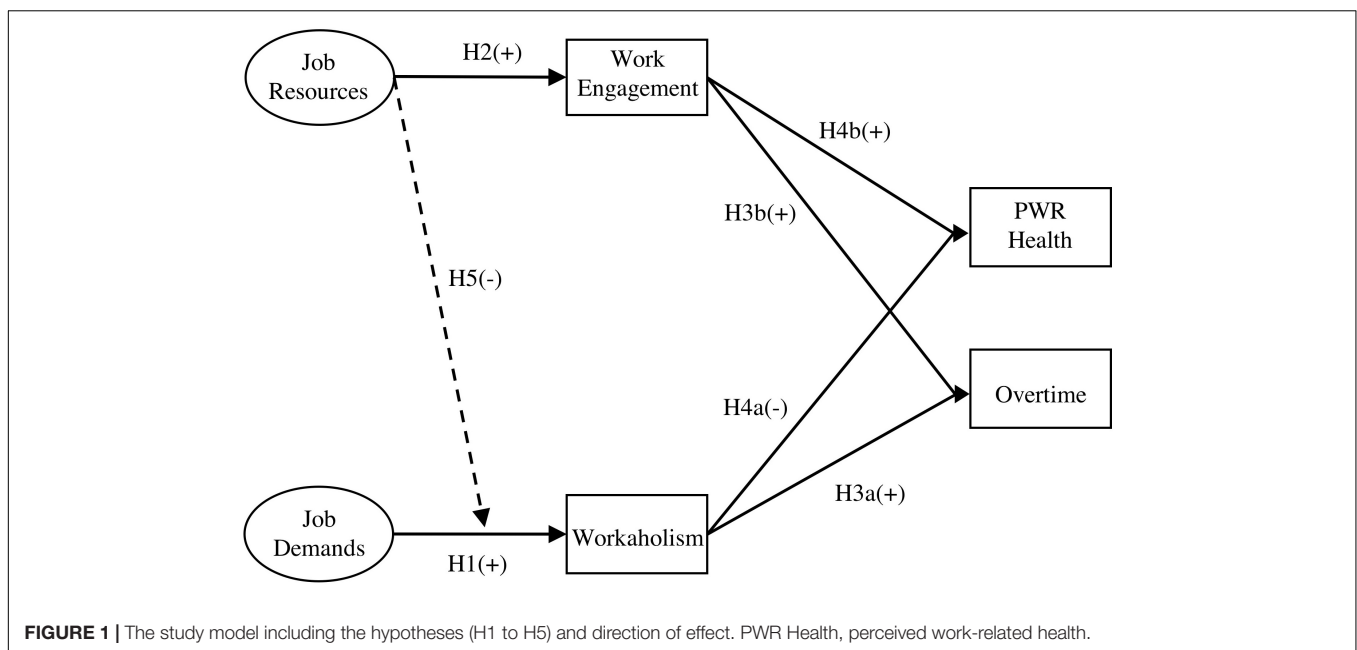 Job
Resources
H2(+)
Work
Engagement
H4b(+)
H3b(+)
PWR
Health
H5(-)
H4a(-)
Overtime
H3a(+)
Job
Demands
H1(+)
Workaholism
FIGURE 1 | The study model including the hypotheses (H1 to H5) and direction of effect. PWR Health, perceived work-related health.